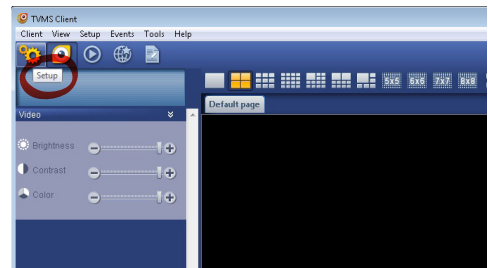 TVMS Client
Client View Setup Events Tools Help
Setup
5x5 6x6 7x7 8x8
Default page
Video
Brightness
Contrast
Color